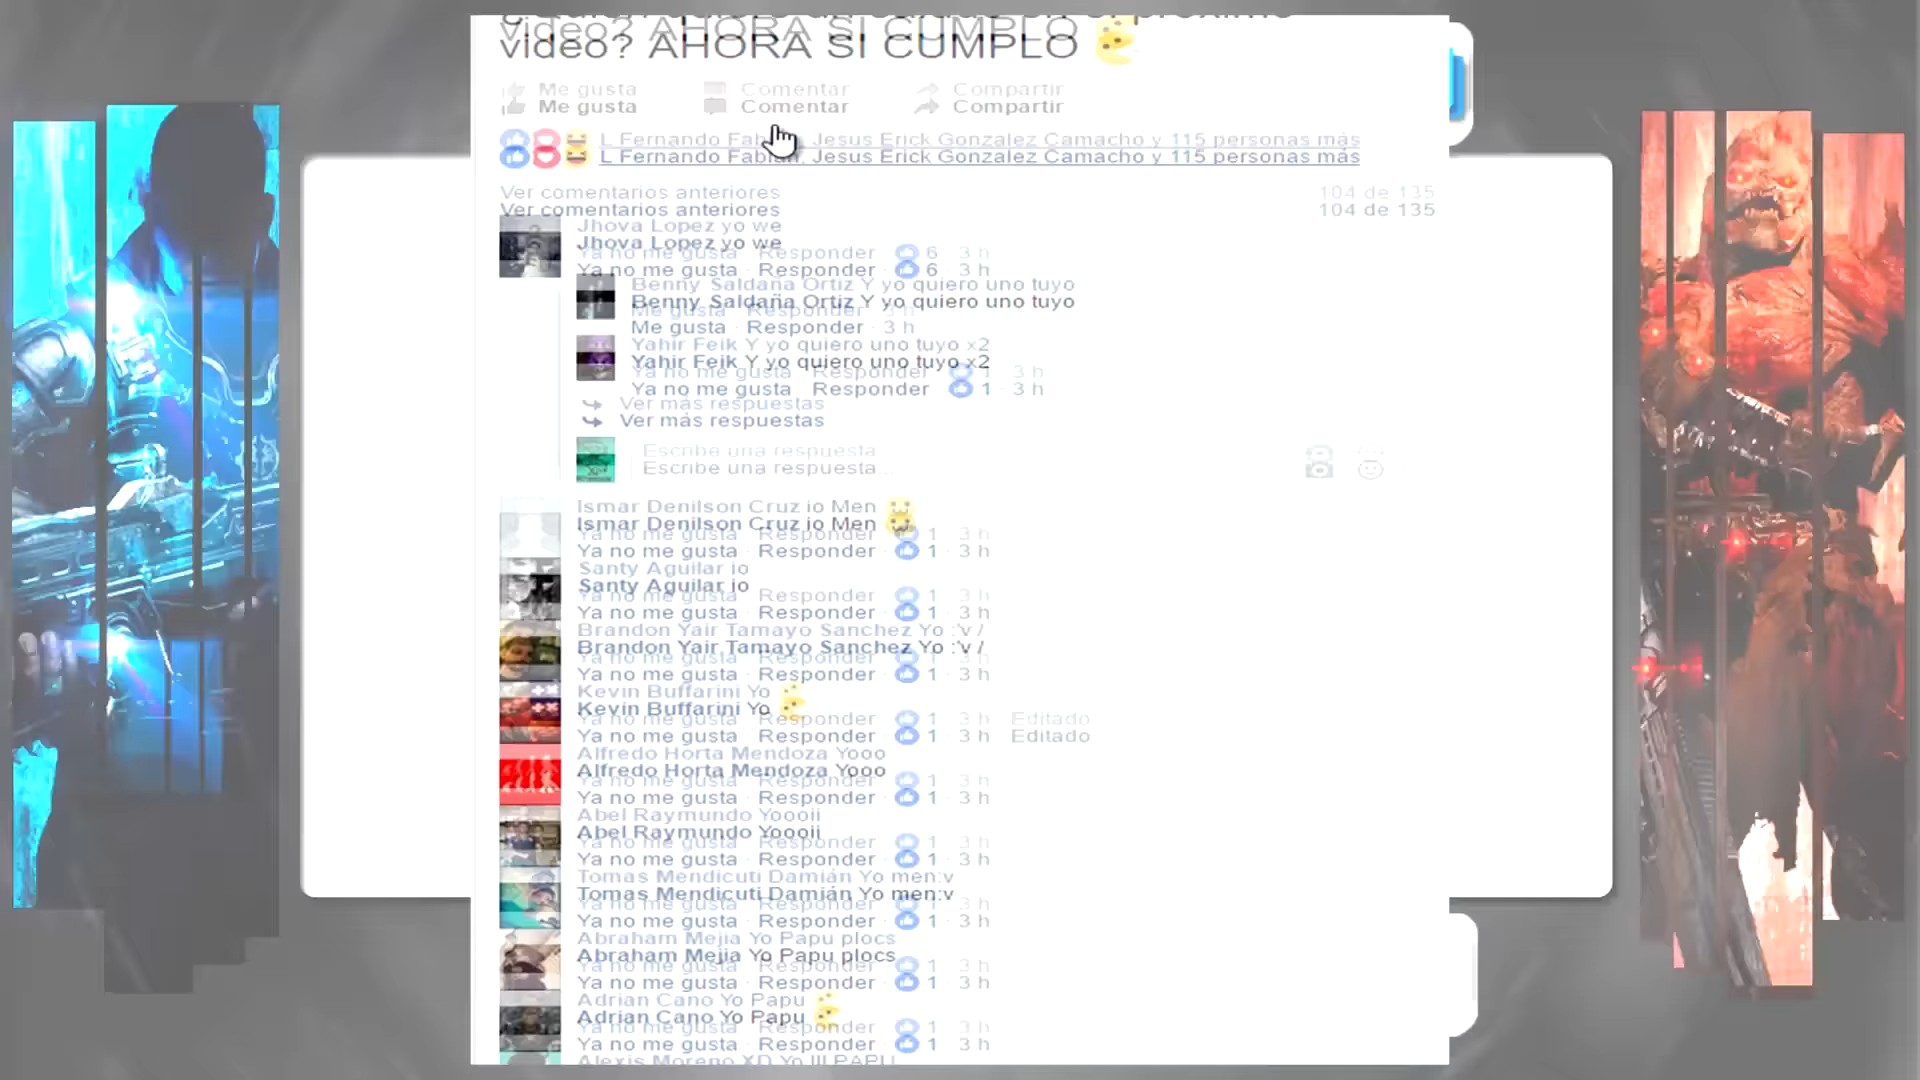 video? AHORA SI CUMPLO
Me gusta Comentar Compartir
L Fernando Fabian, Jesus Erick Gonzalez Camacho y 115 personas más
Ver comentarios anteriores 104 de 135
Jhova Lopez yo we
Ya no me gusta · Responder · 6 · 3 h
Benny Saldaña Ortiz Y yo quiero uno tuyo
Me gusta · Responder · 3 h
Yahir Feik Y yo quiero uno tuyo x2
Ya no me gusta · Responder · 1 · 3 h
Ver más respuestas
Escribe una respuesta...
Ismar Denilson Cruz io Men
Ya no me gusta · Responder · 1 · 3 h
Santy Aguilar io
Ya no me gusta · Responder · 1 · 3 h
Brandon Yair Tamayo Sanchez Yo :'v /
Ya no me gusta · Responder · 1 · 3 h
Kevin Buffarini Yo
Ya no me gusta · Responder · 1 · 3 h · Editado
Alfredo Horta Mendoza Yooo
Ya no me gusta · Responder · 1 · 3 h
Abel Raymundo Yoooii
Ya no me gusta · Responder · 1 · 3 h
Tomas Mendicuti Damián Yo men:v
Ya no me gusta · Responder · 1 · 3 h
Abraham Mejia Yo Papu plocs
Ya no me gusta · Responder · 1 · 3 h
Adrian Cano Yo Papu
Ya no me gusta · Responder · 1 · 3 h
Alexis Moreno XD Yo III PAPU